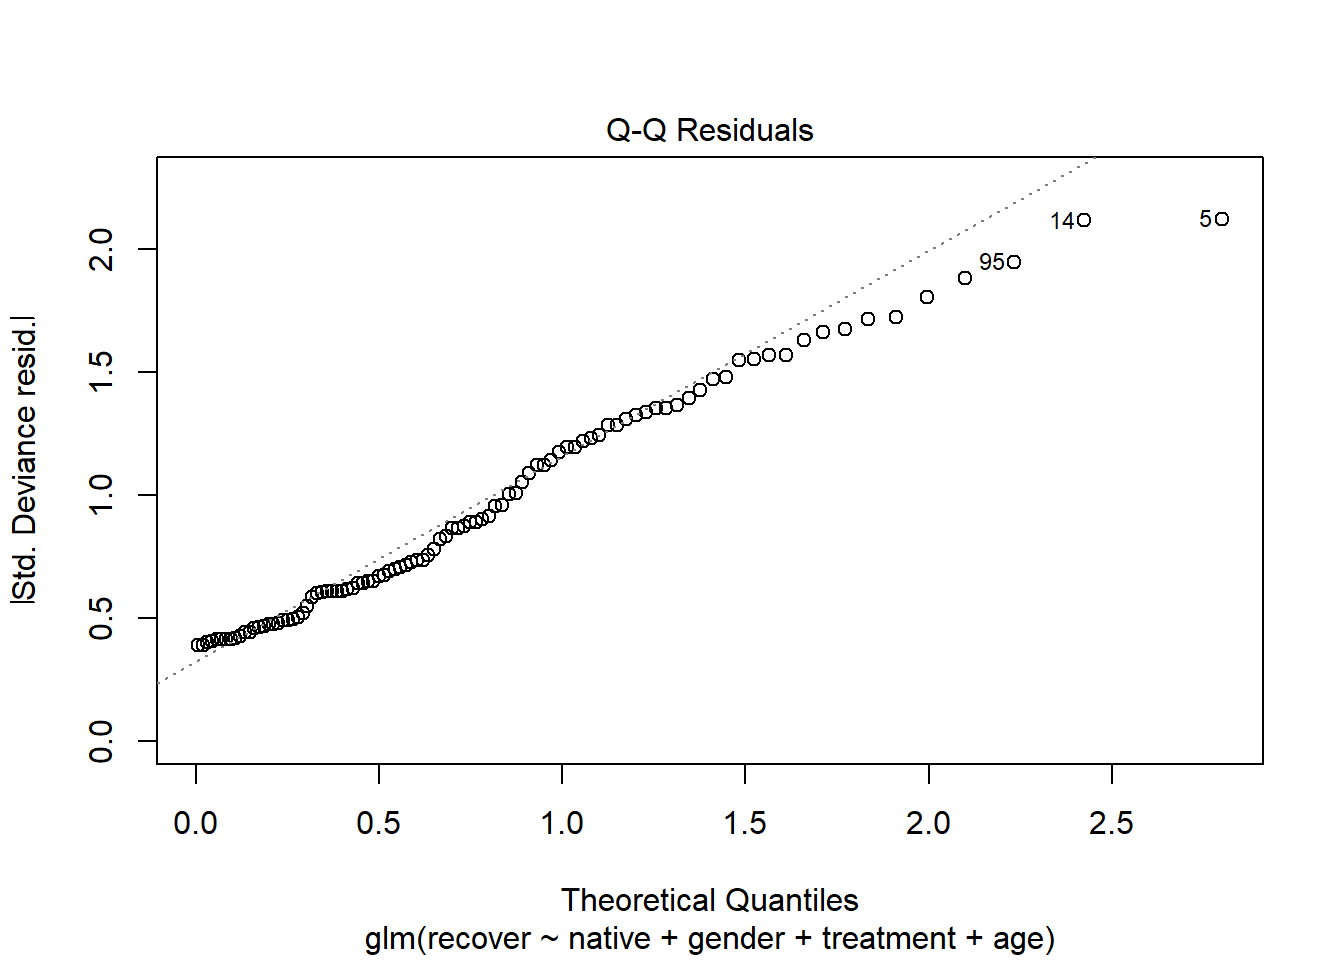 Q-Q Residuals
|Std. Deviance resid.|
2.0
1.5
1.0
0.5
0.0
14
5
95
0.0 0.5 1.0 1.5 2.0 2.5
Theoretical Quantiles
glm(recover ~ native + gender + treatment + age)